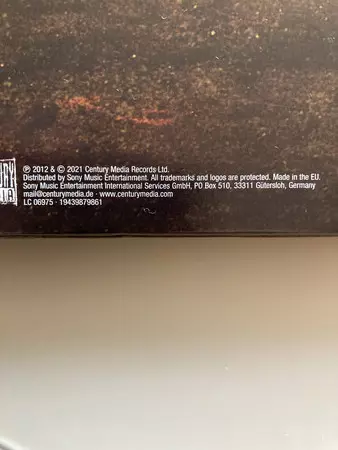 URY
IA
℗ 2012 & © 2021 Century Media Records Ltd.
Distributed by Sony Music Entertainment. All trademarks and logos are protected. Made in the EU.
Sony Music Entertainment International Services GmbH, PO Box 510, 33311 Gütersloh, Germany
mail@centurymedia.de · www.centurymedia.com
LC 06975 · 19439879861